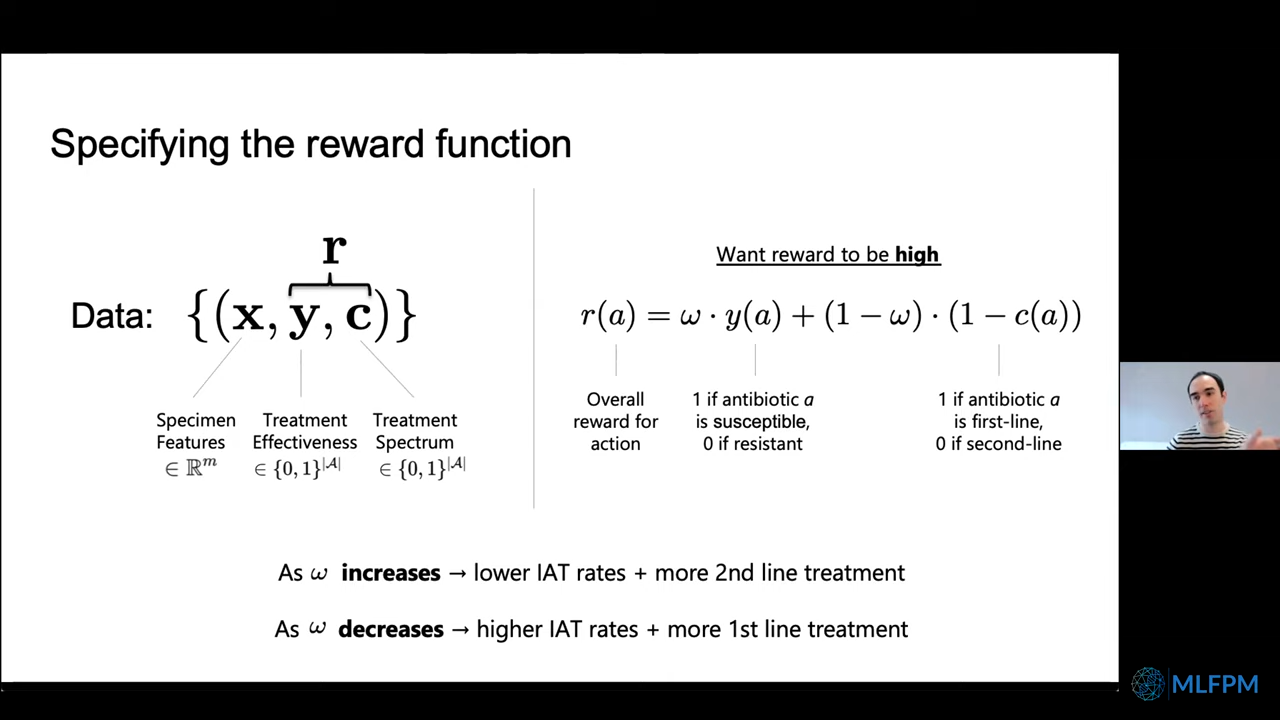 Specifying the reward function
r
Data: {(x, y, c)}
Specimen
Features
∈ ℝ^m
Treatment
Effectiveness
∈ {0, 1}^|𝒜|
Treatment
Spectrum
∈ {0, 1}^|𝒜|
Want reward to be high
r(a) = ω · y(a) + (1 − ω) · (1 − c(a))
Overall
reward for
action
1 if antibiotic a
is susceptible,
0 if resistant
1 if antibiotic a
is first-line,
0 if second-line
As ω increases → lower IAT rates + more 2nd line treatment
As ω decreases → higher IAT rates + more 1st line treatment
MLFPM